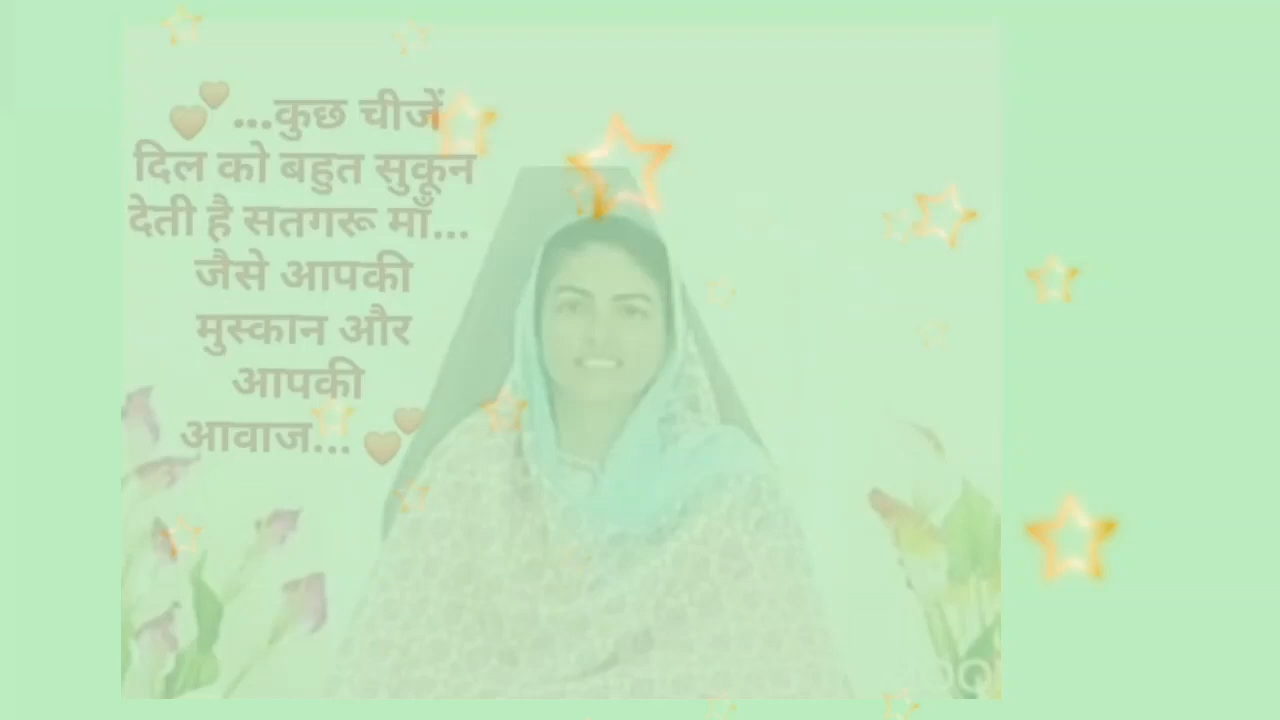 💕...कुछ चीजें
दिल को बहुत सुकून
देती है सतगरू माँ...
जैसे आपकी
मुस्कान और
आपकी
आवाज... 💕